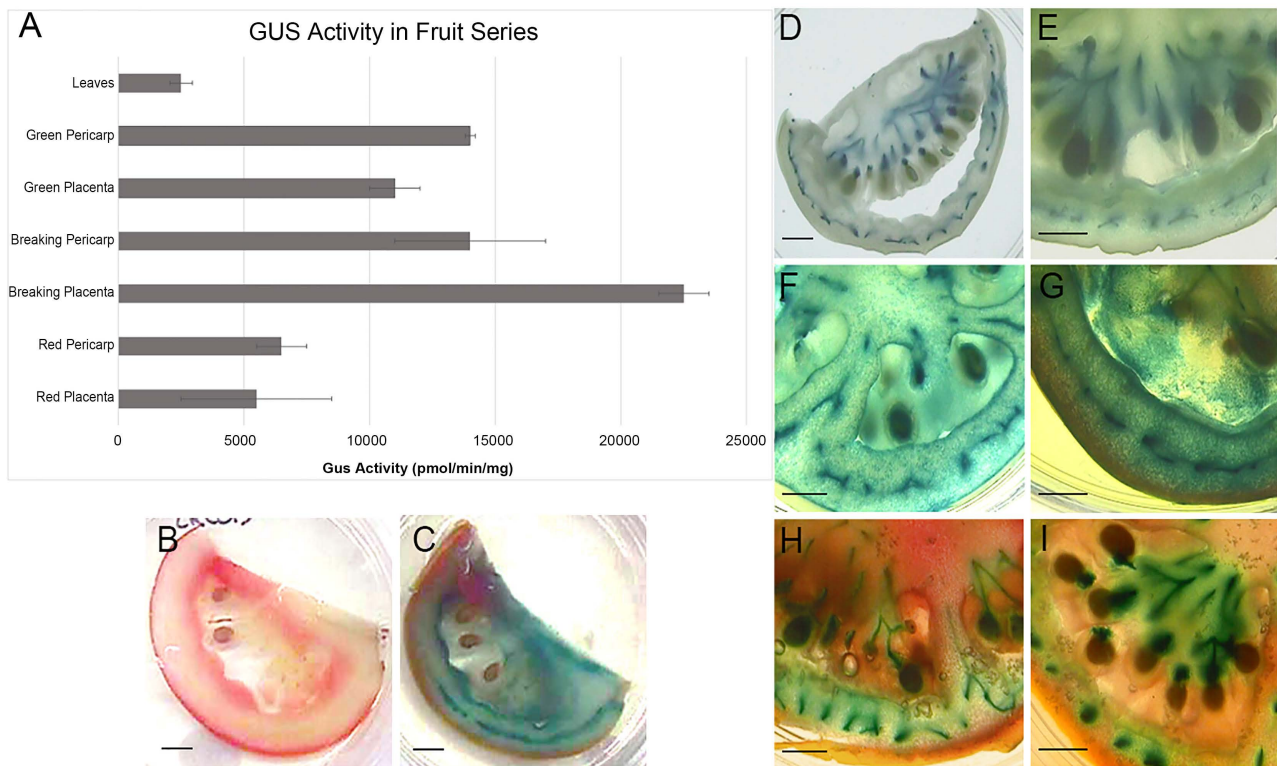 A
GUS Activity in Fruit Series
Leaves
Green Pericarp
Green Placenta
Breaking Pericarp
Breaking Placenta
Red Pericarp
Red Placenta
0 5000 10000 15000 20000 25000
Gus Activity (pmol/min/mg)
B
C
D
E
F
G
H
I